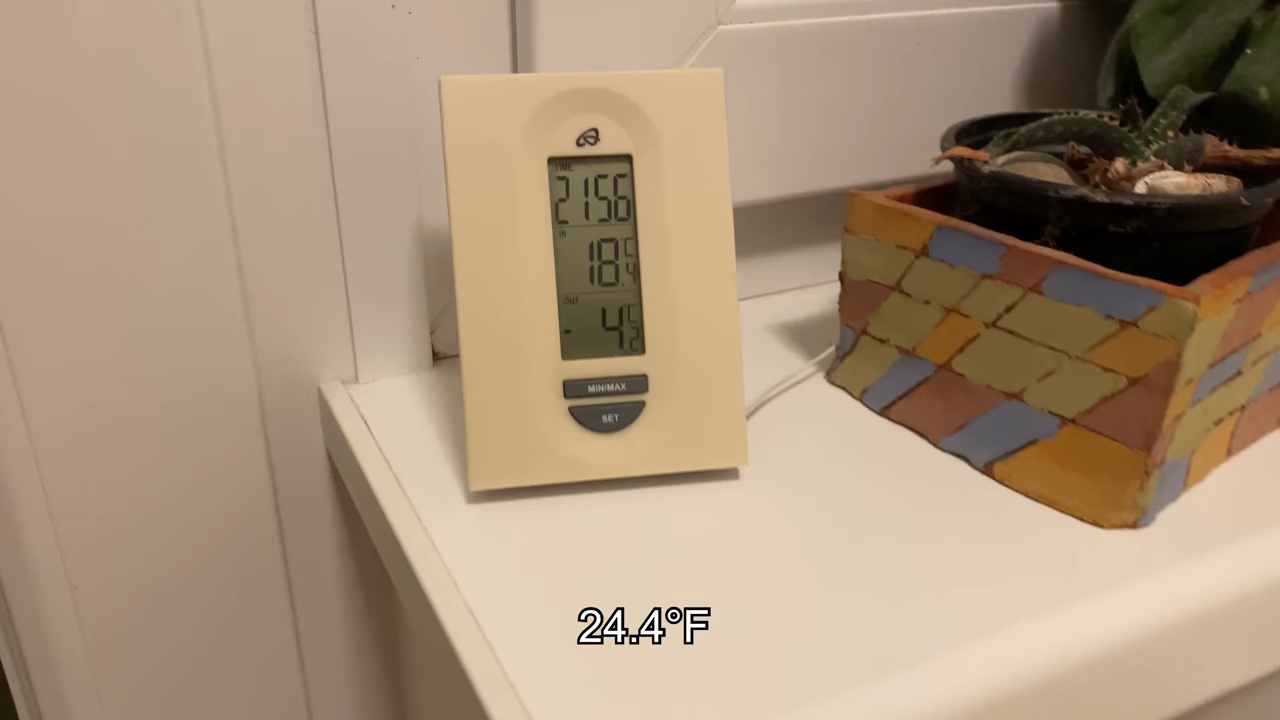 TIME
2156
IN
18.4 °C
OUT
-4.2 °C
MIN/MAX
SET
24.4°F